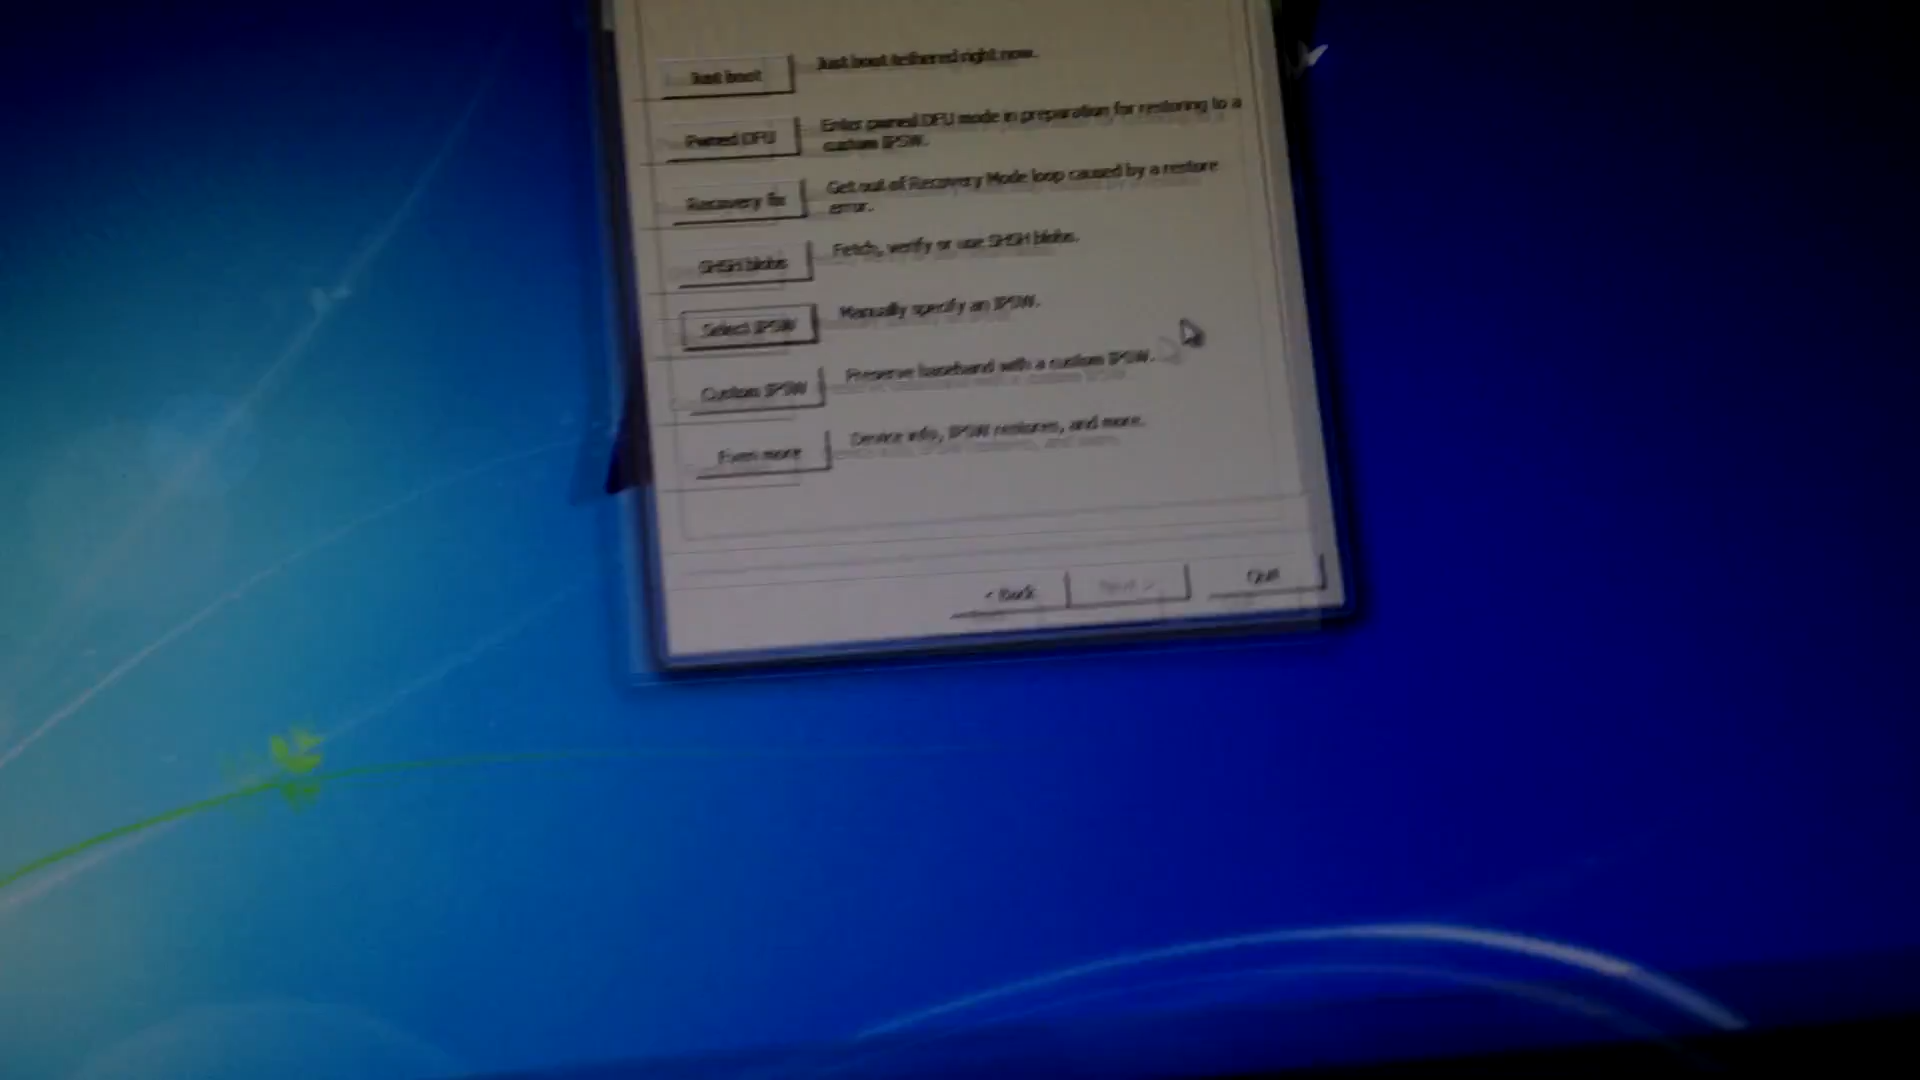 Just boot
Just boot tethered right now.
Pwned DFU
Enter pwned DFU mode in preparation for restoring to a
custom IPSW.
Recovery fix
Get out of Recovery Mode loop caused by a restore
error.
SHSH blobs
Fetch, verify or use SHSH blobs.
Select IPSW
Manually specify an IPSW.
Custom IPSW
Preserve baseband with a custom IPSW.
Even more
Device info, IPSW restores, and more.
< Back
Next >
Quit